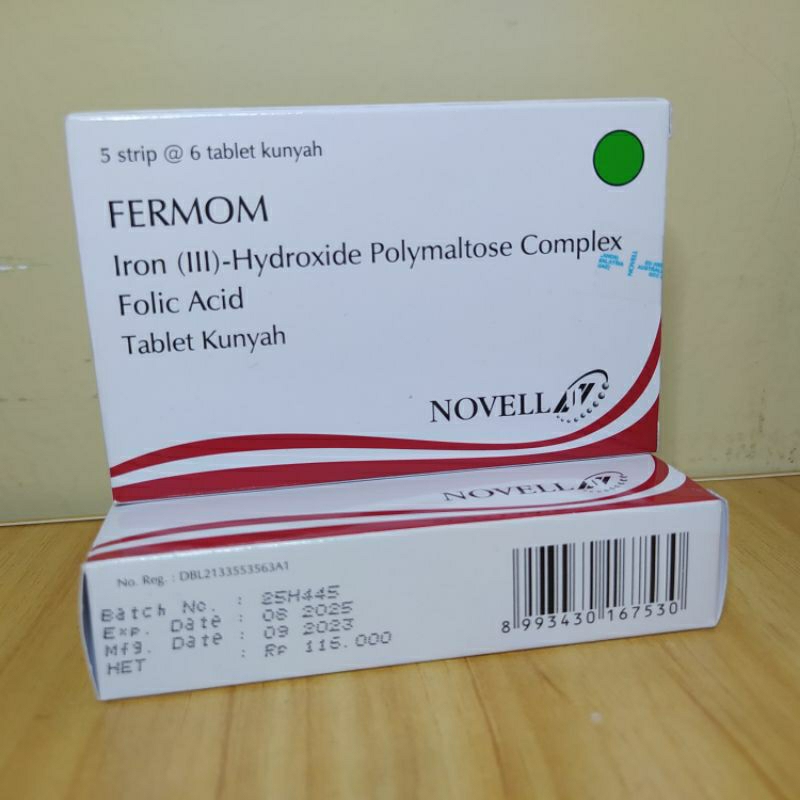 5 strip @ 6 tablet kunyah
FERMOM
Iron (III)-Hydroxide Polymaltose Complex
Folic Acid
Tablet Kunyah
NOVELL
NOVELL
NOVELL
No. Reg. : DBL2133553563A1
Batch No. : 25H445
Exp. Date : 08 2025
Mfg. Date : 09 2023
HET : Rp 115.000
8 993430 167530